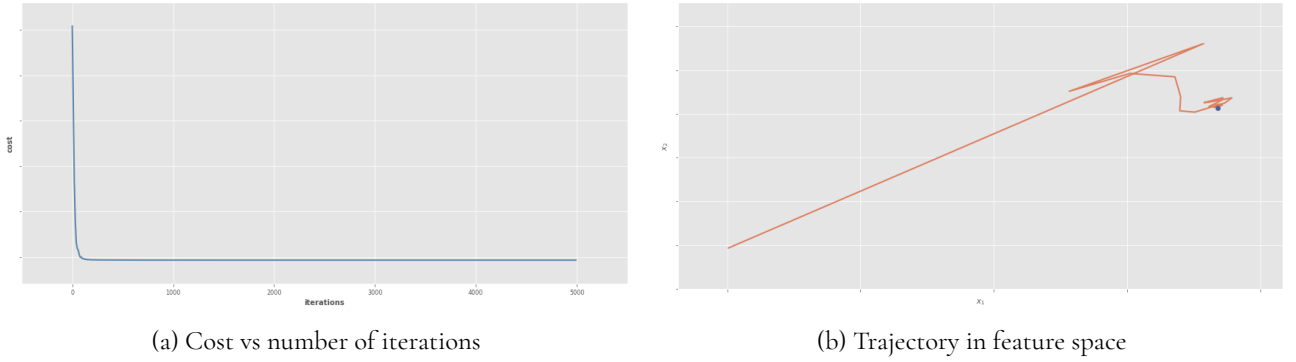 cost
0 1000 2000 3000 4000 5000
iterations
(a) Cost vs number of iterations
x₂
x₁
(b) Trajectory in feature space